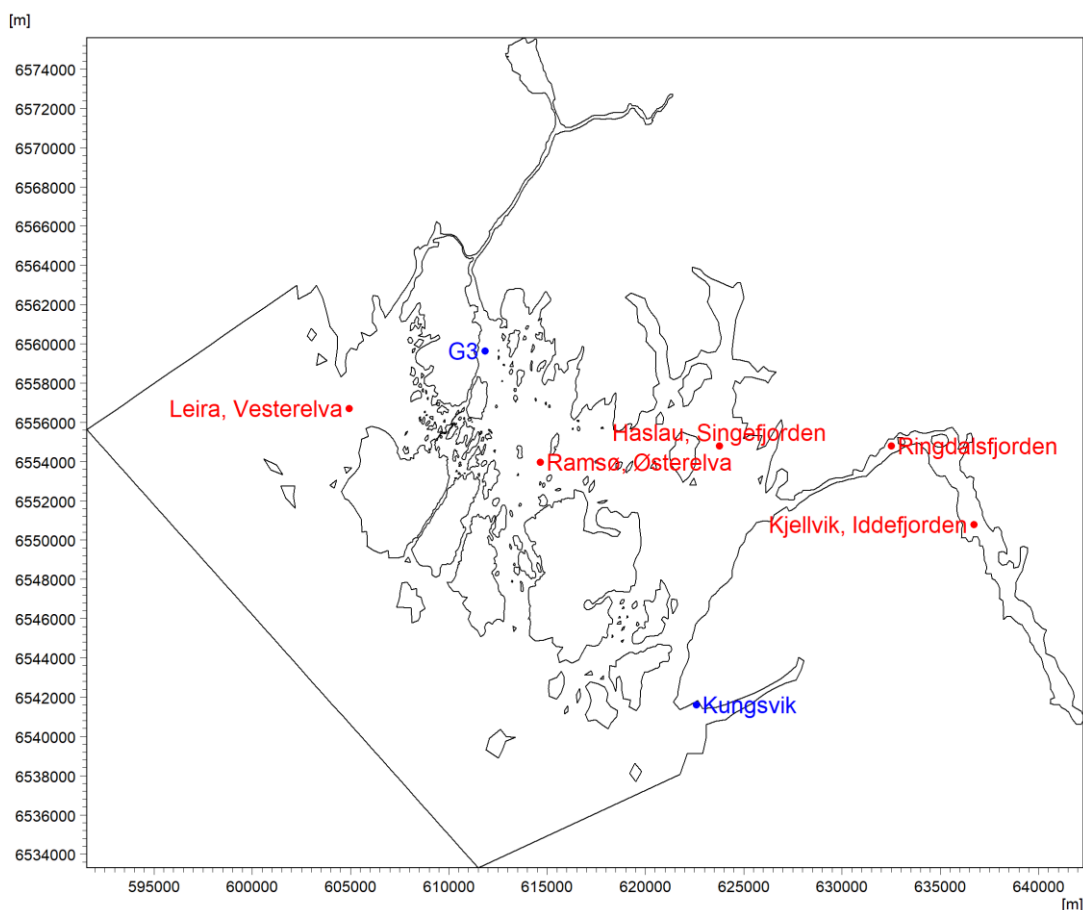 [m]
6574000
6572000
6570000
6568000
6566000
6564000
6562000
6560000
G3
6558000
Leira, Vesterelva
6556000
Haslau, Singefjorden
Ringdalsfjorden
6554000
Ramsø, Østerelva
6552000
Kjellvik, Iddefjorden
6550000
6548000
6546000
6544000
6542000
Kungsvik
6540000
6538000
6536000
6534000
595000 600000 605000 610000 615000 620000 625000 630000 635000 640000
[m]